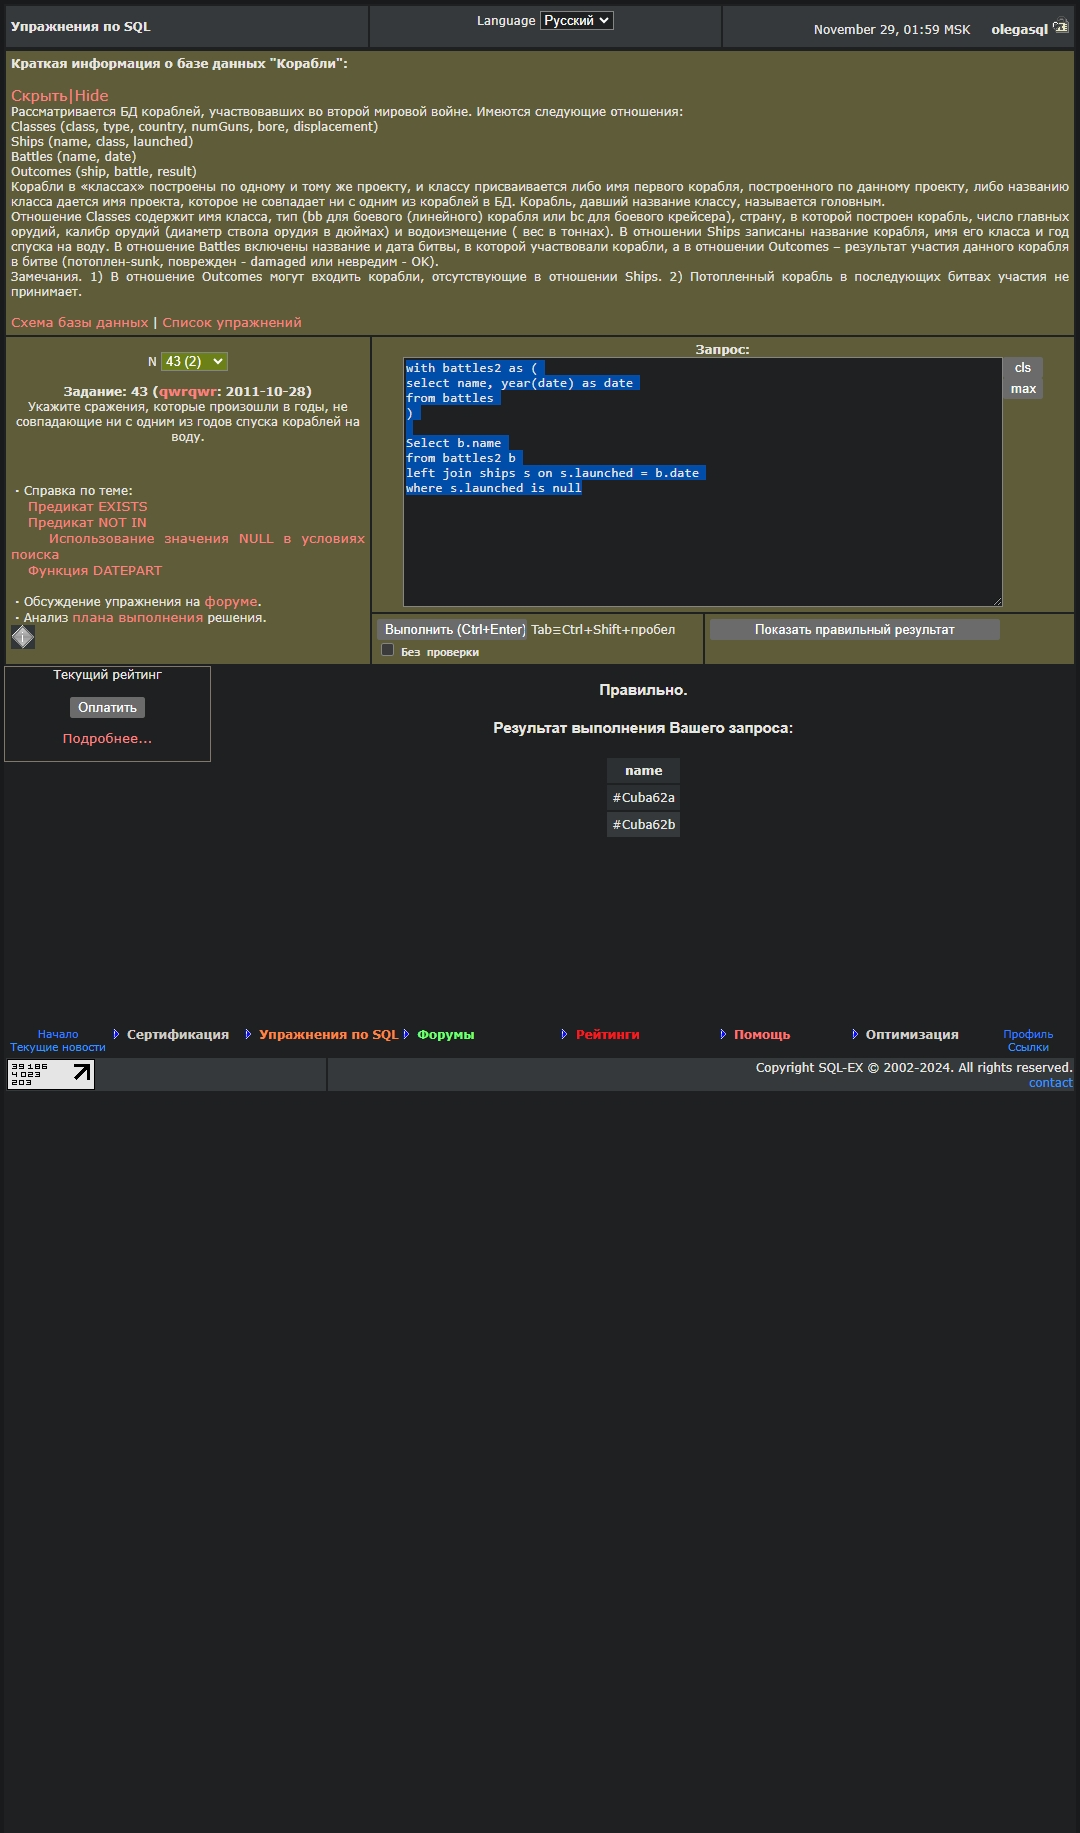 Упражнения по SQL
Language Русский
November 29, 01:59 MSK olegasql
Краткая информация о базе данных "Корабли":
Скрыть|Hide
Рассматривается БД кораблей, участвовавших во второй мировой войне. Имеются следующие отношения:
Classes (class, type, country, numGuns, bore, displacement)
Ships (name, class, launched)
Battles (name, date)
Outcomes (ship, battle, result)
Корабли в «классах» построены по одному и тому же проекту, и классу присваивается либо имя первого корабля, построенного по данному проекту, либо названию
класса дается имя проекта, которое не совпадает ни с одним из кораблей в БД. Корабль, давший название классу, называется головным.
Отношение Classes содержит имя класса, тип (bb для боевого (линейного) корабля или bc для боевого крейсера), страну, в которой построен корабль, число главных
орудий, калибр орудий (диаметр ствола орудия в дюймах) и водоизмещение ( вес в тоннах). В отношении Ships записаны название корабля, имя его класса и год
спуска на воду. В отношение Battles включены название и дата битвы, в которой участвовали корабли, а в отношении Outcomes – результат участия данного корабля
в битве (потоплен-sunk, поврежден - damaged или невредим - OK).
Замечания. 1) В отношение Outcomes могут входить корабли, отсутствующие в отношении Ships. 2) Потопленный корабль в последующих битвах участия не
принимает.
Схема базы данных | Список упражнений
N 43 (2)
Задание: 43 (qwrqwr: 2011-10-28)
Укажите сражения, которые произошли в годы, не
совпадающие ни с одним из годов спуска кораблей на
воду.
- Справка по теме:
Предикат EXISTS
Предикат NOT IN
Использование значения NULL в условиях
поиска
Функция DATEPART
- Обсуждение упражнения на форуме.
- Анализ плана выполнения решения.
Запрос:
with battles2 as (
select name, year(date) as date
from battles
)
Select b.name
from battles2 b
left join ships s on s.launched = b.date
where s.launched is null
cls
max
Выполнить (Ctrl+Enter) Tab≡Ctrl+Shift+пробел
Без проверки
Показать правильный результат
Текущий рейтинг
Оплатить
Подробнее...
Правильно.
Результат выполнения Вашего запроса:
name
#Cuba62a
#Cuba62b
Начало
Текущие новости
Сертификация
Упражнения по SQL
Форумы
Рейтинги
Помощь
Оптимизация
Профиль
Ссылки
39 186
4 023
203
Copyright SQL-EX © 2002-2024. All rights reserved.
contact